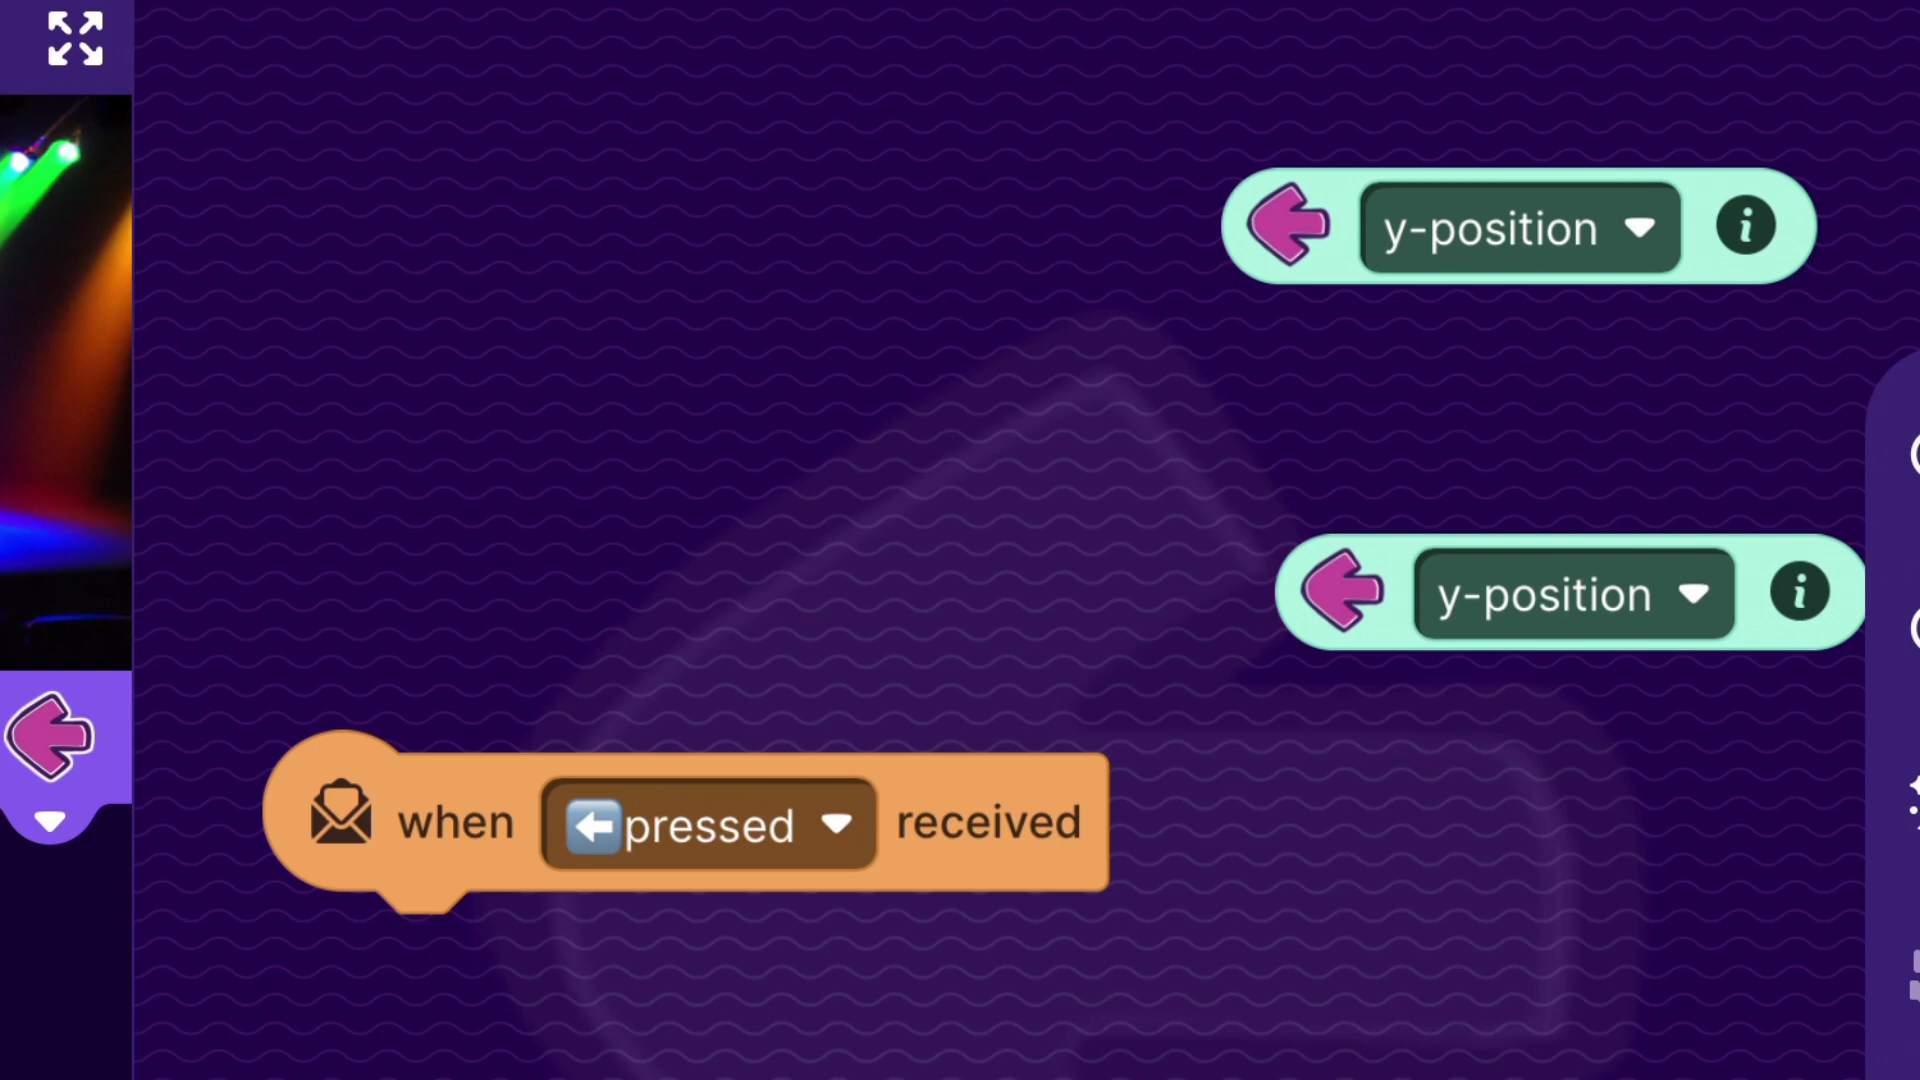 y-position
y-position
when ⬅️pressed received